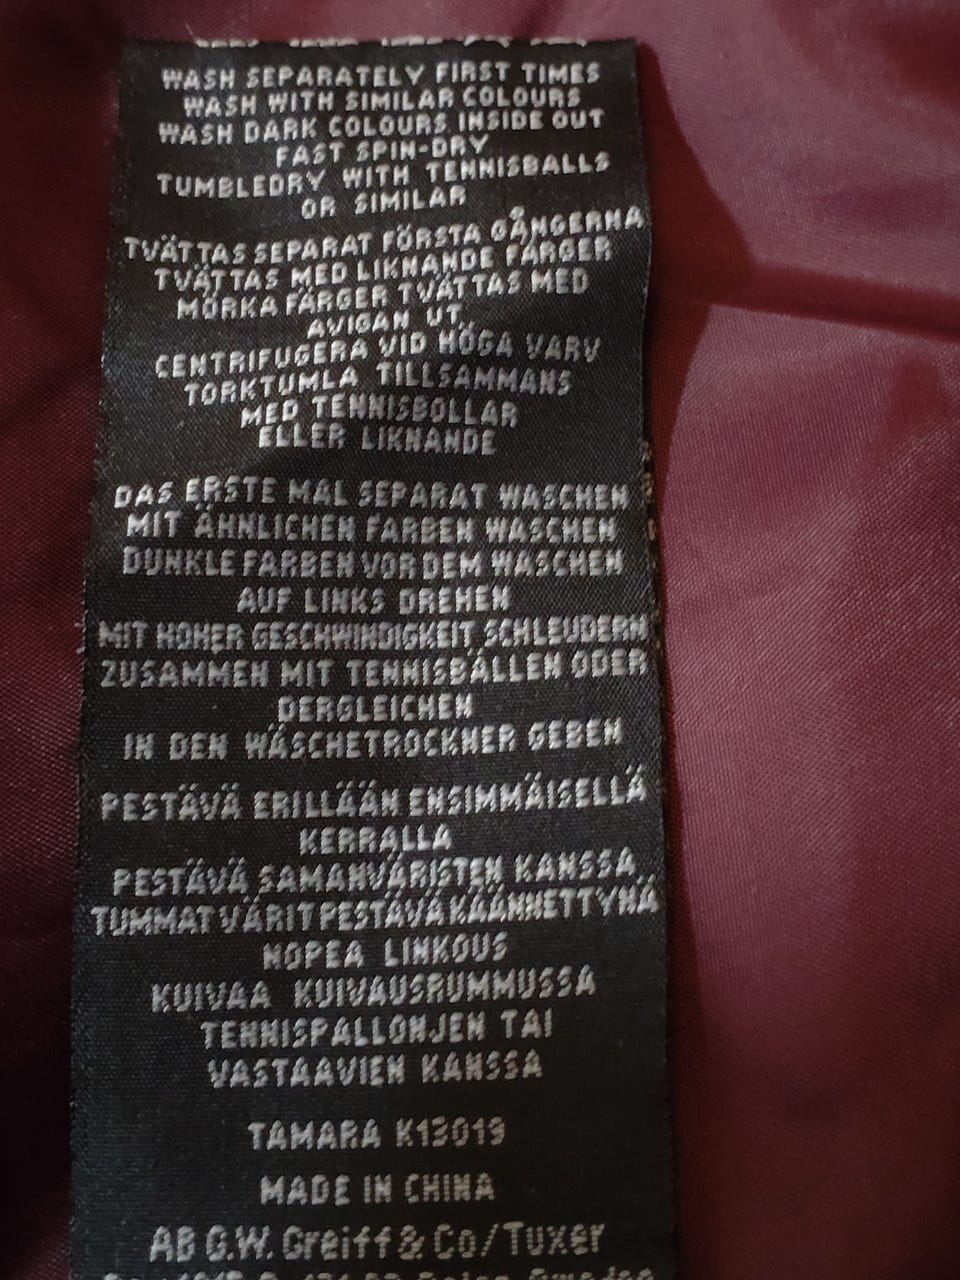 WASH SEPARATELY FIRST TIMES
WASH WITH SIMILAR COLOURS
WASH DARK COLOURS INSIDE OUT
FAST SPIN-DRY
TUMBLEDRY WITH TENNISBALLS
OR SIMILAR
TVÄTTAS SEPARAT FÖRSTA GÅNGERNA
TVÄTTAS MED LIKNANDE FÄRGER
MÖRKA FÄRGER TVÄTTAS MED
AVIGAN UT
CENTRIFUGERA VID HÖGA VARV
TORKTUMLA TILLSAMMANS
MED TENNISBOLLAR
ELLER LIKNANDE
DAS ERSTE MAL SEPARAT WASCHEN
MIT ÄHNLICHEN FARBEN WASCHEN
DUNKLE FARBEN VOR DEM WASCHEN
AUF LINKS DREHEN
MIT HOHER GESCHWINDIGKEIT SCHLEUDERN
ZUSAMMEN MIT TENNISBÄLLEN ODER
DERGLEICHEN
IN DEN WÄSCHETROCKNER GEBEN
PESTÄVÄ ERILLÄÄN ENSIMMÄISELLÄ
KERRALLA
PESTÄVÄ SAMANVÄRISTEN KANSSA
TUMMAT VÄRIT PESTÄVÄ KÄÄNNETTYNÄ
NOPEA LINKOUS
KUIVAA KUIVAUSRUMMUSSA
TENNISPALLONJEN TAI
VASTAAVIEN KANSSA
TAMARA K13019
MADE IN CHINA
AB G.W. Greiff & Co/Tuxer